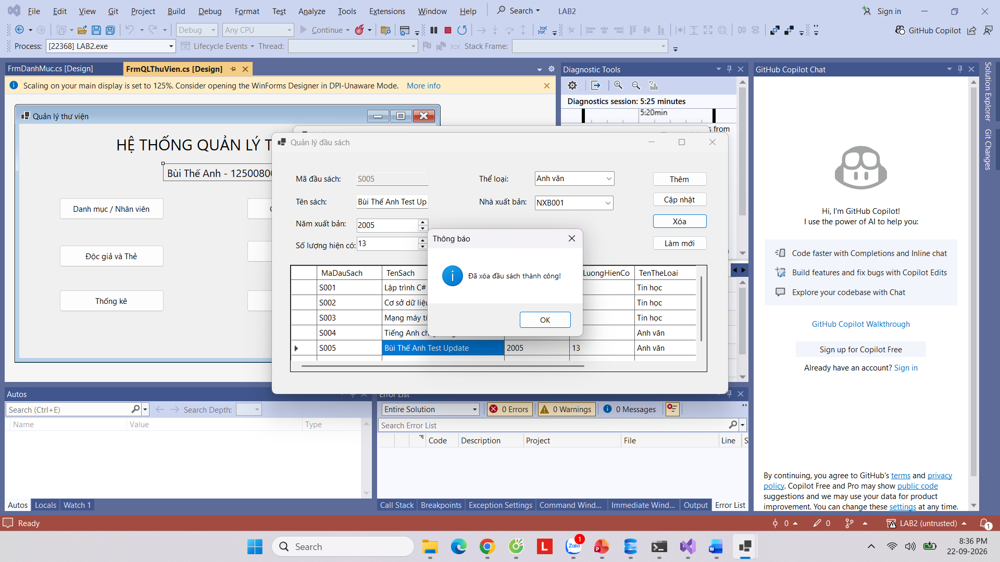 File Edit View Git Project Build Debug Format Test Analyze Tools Extensions Window Help Search LAB2 Sign in
Debug Any CPU Continue GitHub Copilot
Process: [22368] LAB2.exe Lifecycle Events Thread: Stack Frame:
FrmDanhMuc.cs [Design] FrmQLThuVien.cs [Design]
Scaling on your main display is set to 125%. Consider opening the WinForms Designer in DPI-Unaware Mode. More info
Quản lý thư viện
HỆ THỐNG QUẢN LÝ T
Bùi Thế Anh - 1250080
Danh mục / Nhân viên
Độc giả và Thẻ
Thống kê
Diagnostic Tools
Diagnostics session: 5:25 minutes
5:20min
s from
Quản lý đầu sách
Mã đầu sách: S005 Thể loại: Anh văn Thêm
Tên sách: Bùi Thế Anh Test Up Nhà xuất bản: NXB001 Cập nhật
Năm xuất bản: 2005 Xóa
Số lượng hiện có: 13 Làm mới
MaDauSach TenSach LuongHienCo TenTheLoai
S001 Lập trình C# Tin học
S002 Cơ sở dữ liệu Tin học
S003 Mạng máy tí Tin học
S004 Tiếng Anh ch Anh văn
S005 Bùi Thế Anh Test Update 2005 13 Anh văn
Thông báo
Đã xóa đầu sách thành công!
OK
GitHub Copilot Chat
Hi, I'm GitHub Copilot!
I use the power of AI to help you:
Code faster with Completions and Inline chat
Build features and fix bugs with Copilot Edits
Explore your codebase with Chat
GitHub Copilot Walkthrough
Sign up for Copilot Free
Already have an account? Sign in
By continuing, you agree to GitHub's terms and privacy
policy. Copilot Free and Pro may show public code
suggestions and we may use your data for product
improvement. You can change these settings at any time.
Solution Explorer
Git Changes
Autos
Search (Ctrl+E) Search Depth:
Name Value Type
Autos Locals Watch 1
Error List
Entire Solution 0 Errors 0 Warnings 0 Messages
Search Error List
Code Description Project File Line S
Call Stack Breakpoints Exception Settings Command Wind... Immediate Wind... Output Error List
Ready 0 0 LAB2 (untrusted) 1
Search L Zalo 1
8:36 PM
22-09-2026